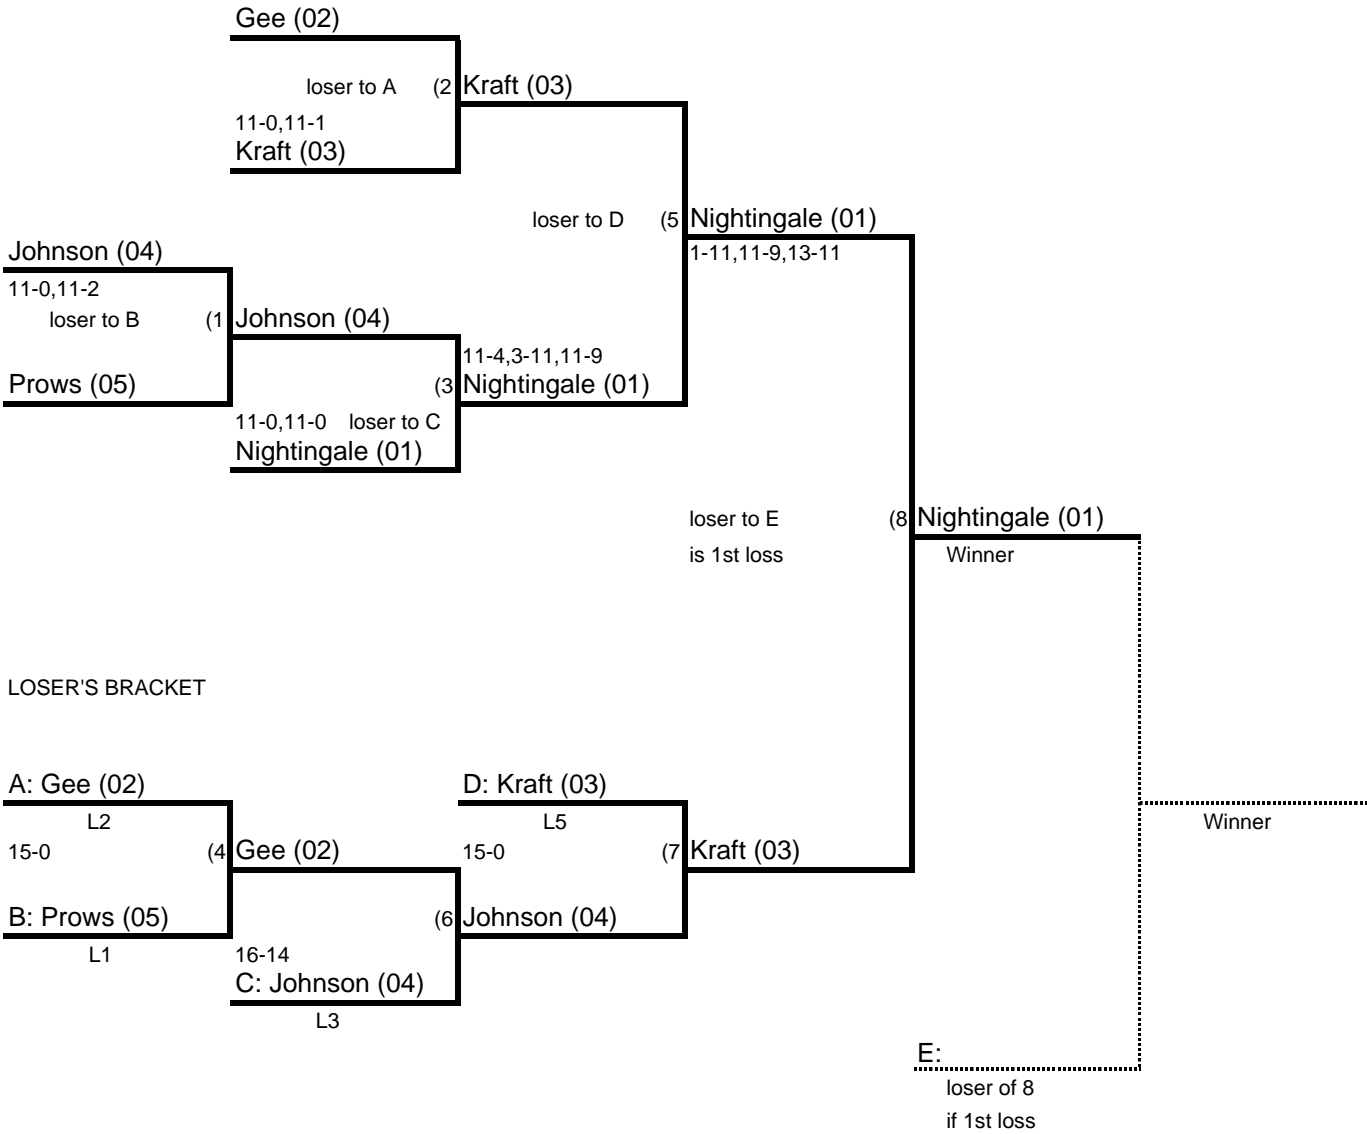 Gee (02)
loser to A (2 Kraft (03)
11-0,11-1
Kraft (03)
loser to D (5 Nightingale (01)
Johnson (04)
1-11,11-9,13-11
11-0,11-2
loser to B (1 Johnson (04)
11-4,3-11,11-9
Prows (05)
(3 Nightingale (01)
11-0,11-0 loser to C
Nightingale (01)
loser to E (8 Nightingale (01)
is 1st loss
Winner
LOSER'S BRACKET
A: Gee (02)
D: Kraft (03)
L2
L5
Winner
15-0 (4 Gee (02)
15-0 (7 Kraft (03)
B: Prows (05)
(6 Johnson (04)
L1
16-14
C: Johnson (04)
L3
E:
loser of 8
if 1st loss